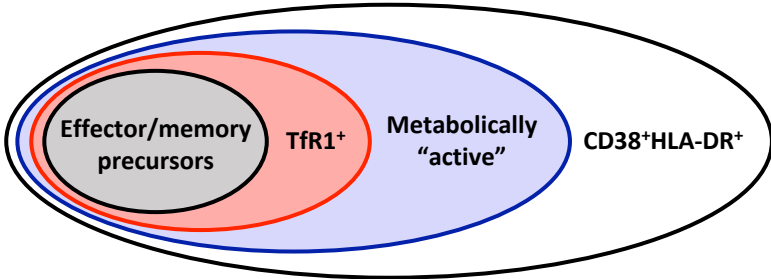 Effector/memory
precursors
TfR1⁺
Metabolically
“active”
CD38⁺HLA-DR⁺